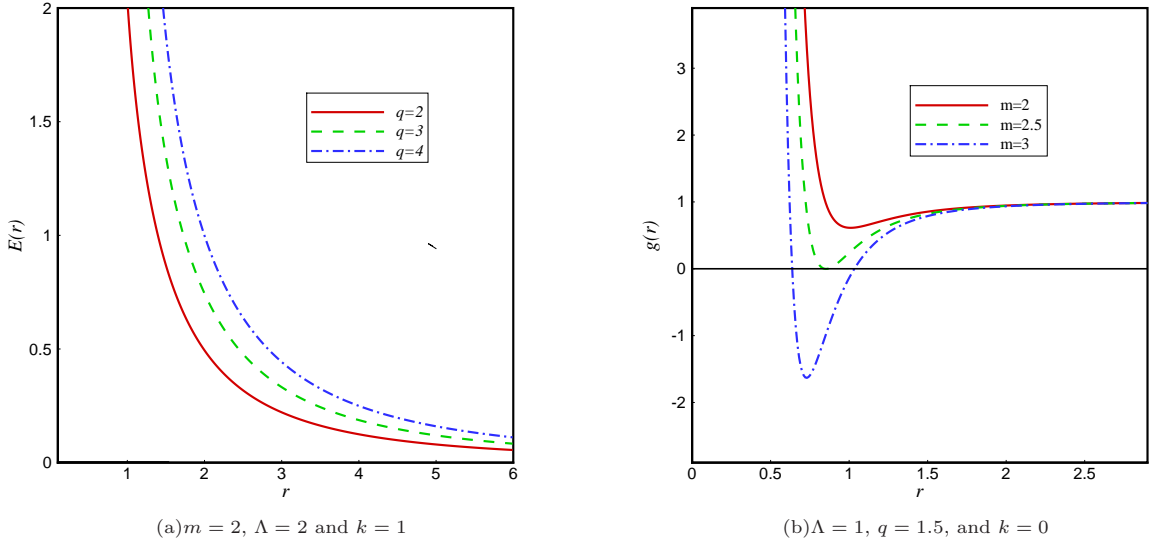 2
1.5
1
0.5
0
E(r)
q=2
q=3
q=4
1
2
3
4
5
6
r
(a)m = 2, Λ = 2 and k = 1
3
2
1
0
-1
-2
g(r)
m=2
m=2.5
m=3
0
0.5
1
1.5
2
2.5
r
(b)Λ = 1, q = 1.5, and k = 0